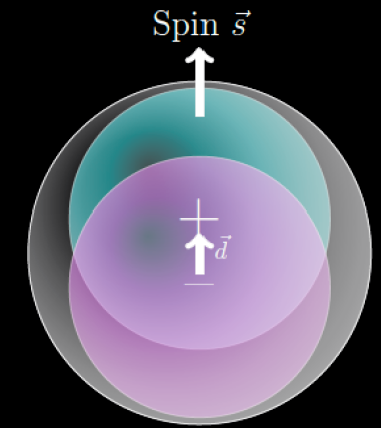 Spin s⃗
+
d⃗
−